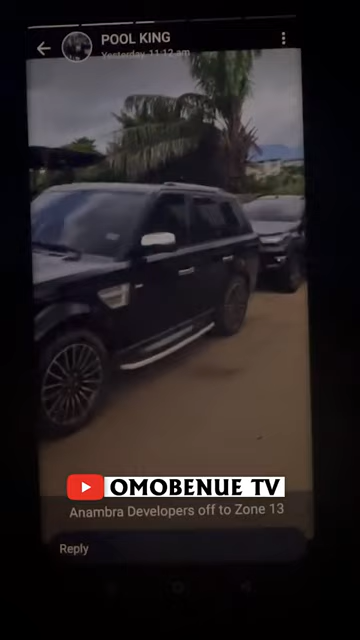 POOL KING
Yesterday, 11:12 am
OMOBENUE TV
Anambra Developers off to Zone 13
Reply